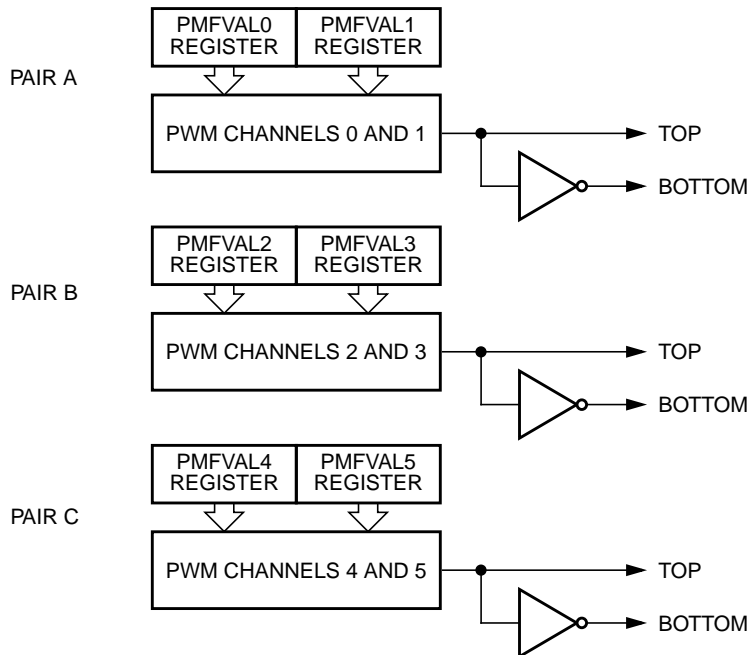 PMFVAL0 REGISTER
PMFVAL1 REGISTER
PAIR A
PWM CHANNELS 0 AND 1
TOP
BOTTOM
PMFVAL2 REGISTER
PMFVAL3 REGISTER
PAIR B
PWM CHANNELS 2 AND 3
TOP
BOTTOM
PMFVAL4 REGISTER
PMFVAL5 REGISTER
PAIR C
PWM CHANNELS 4 AND 5
TOP
BOTTOM